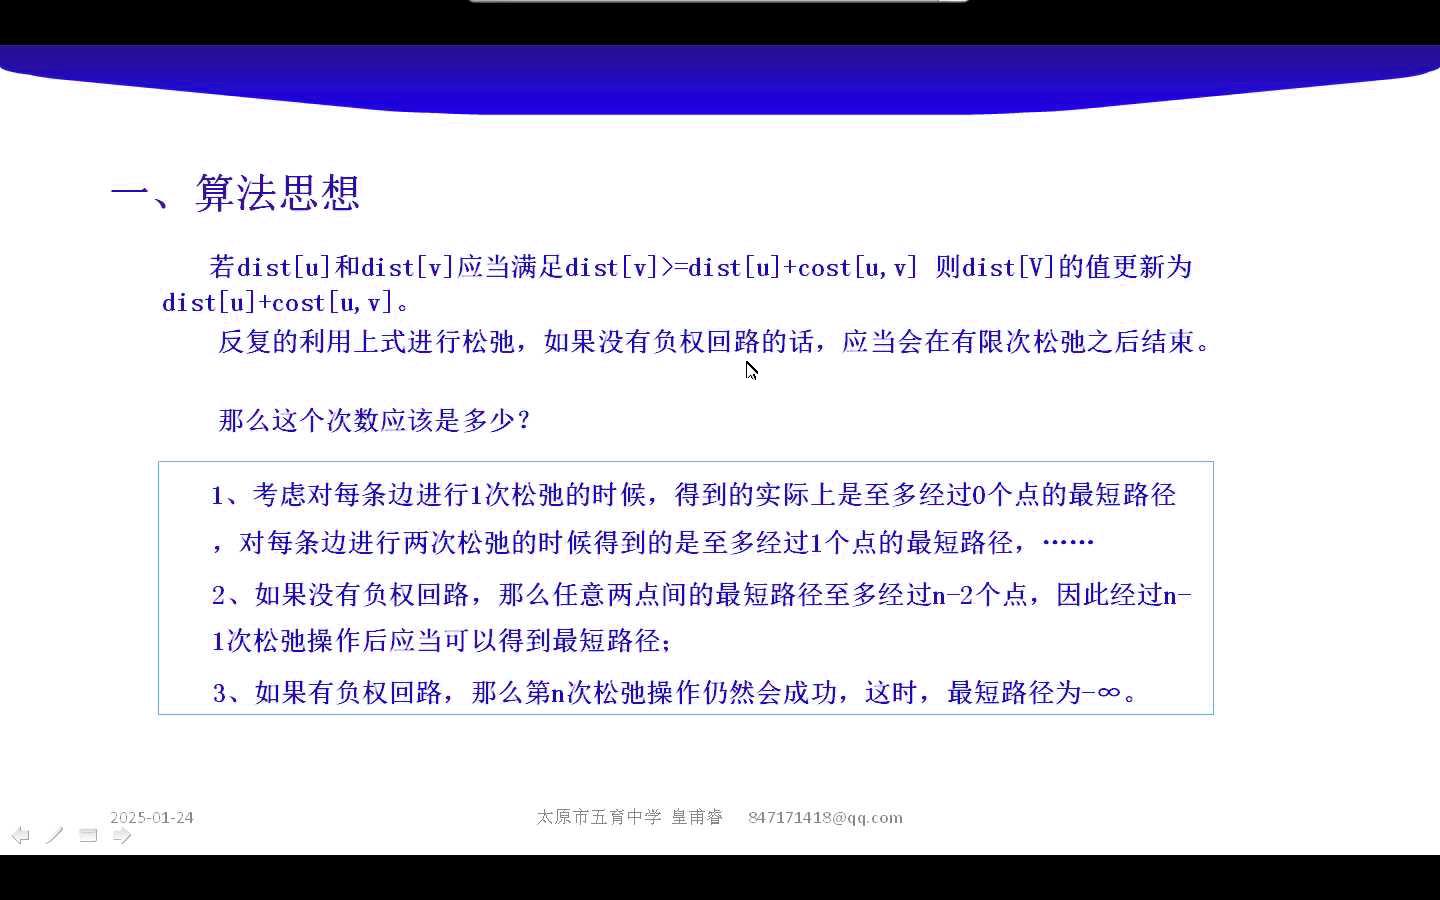 一、算法思想
若dist[u]和dist[v]应当满足dist[v]>=dist[u]+cost[u,v] 则dist[V]的值更新为
dist[u]+cost[u,v]。
反复的利用上式进行松弛，如果没有负权回路的话，应当会在有限次松弛之后结束。
那么这个次数应该是多少？
1、考虑对每条边进行1次松弛的时候，得到的实际上是至多经过0个点的最短路径
，对每条边进行两次松弛的时候得到的是至多经过1个点的最短路径，……
2、如果没有负权回路，那么任意两点间的最短路径至多经过n-2个点，因此经过n-
1次松弛操作后应当可以得到最短路径；
3、如果有负权回路，那么第n次松弛操作仍然会成功，这时，最短路径为-∞。
2025-01-24
太原市五育中学 皇甫睿 847171418@qq.com